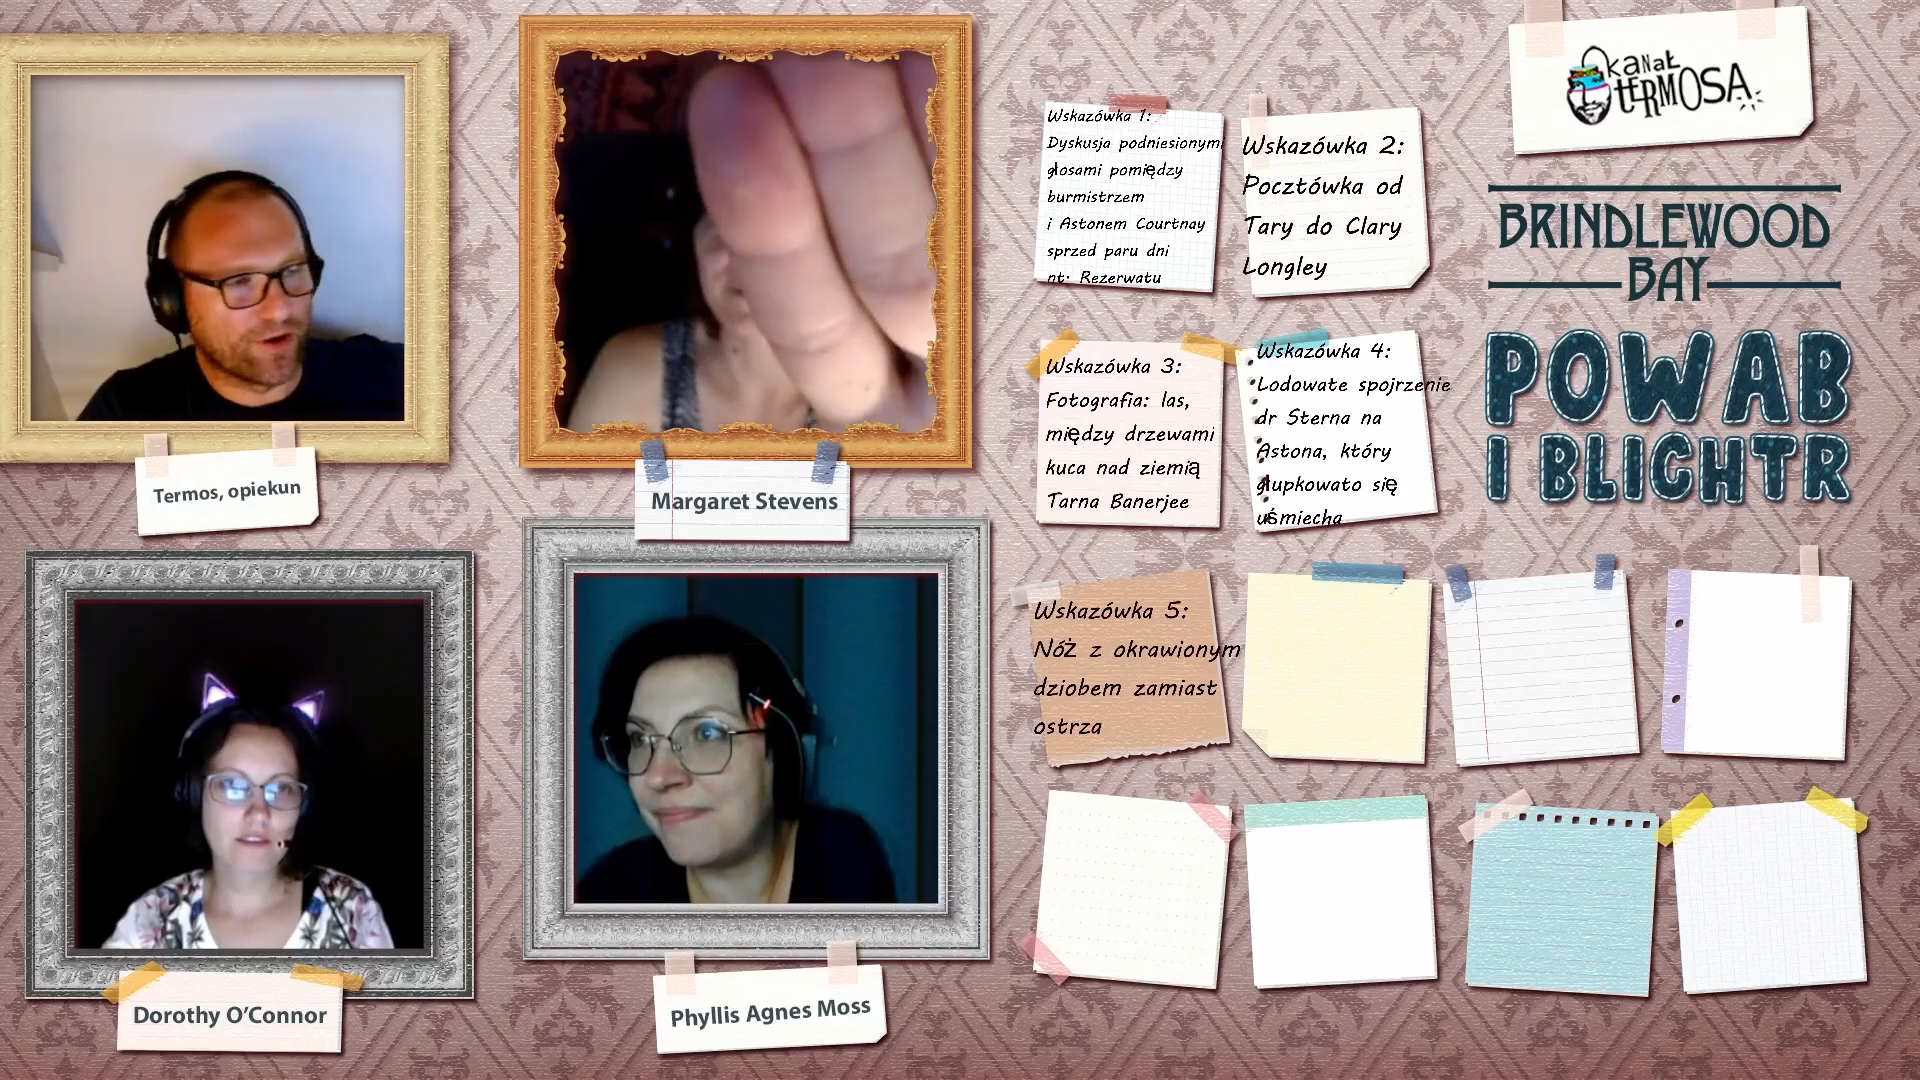 Termos, opiekun
Margaret Stevens
Dorothy O'Connor
Phyllis Agnes Moss
Wskazówka 1:
Dyskusja podniesionymi
głosami pomiędzy
burmistrzem
i Astonem Courtnay
sprzed paru dni
nt. Rezerwatu
Wskazówka 2:
Pocztówka od
Tary do Clary
Longley
Wskazówka 3:
Fotografia: las,
między drzewami
kuca nad ziemią
Tarna Banerjee
Wskazówka 4:
Lodowate spojrzenie
dr Sterna na
Astona, który
głupkowato się
uśmiecha
Wskazówka 5:
Nóż z okrawionym
dziobem zamiast
ostrza
kanał
termosa
BRINDLEWOOD
BAY
POWAB
I BLICHTR